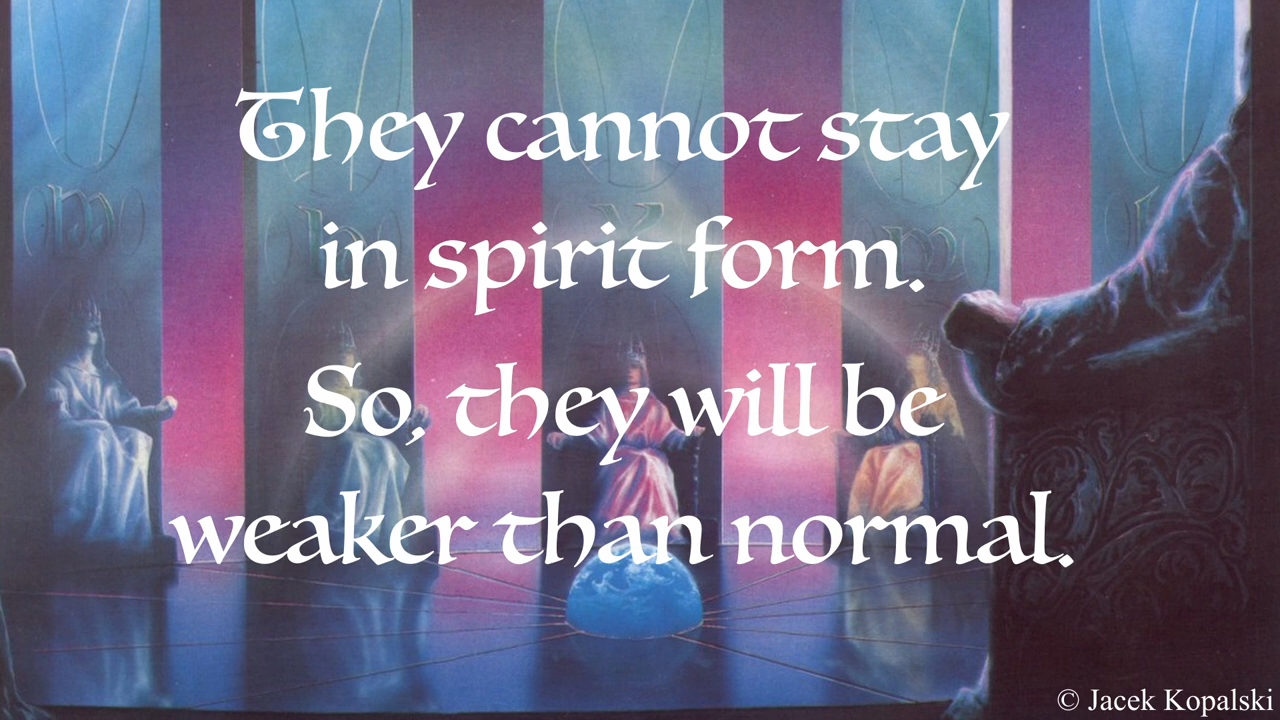 They cannot stay
in spirit form.
So, they will be
weaker than normal.
© Jacek Kopalski